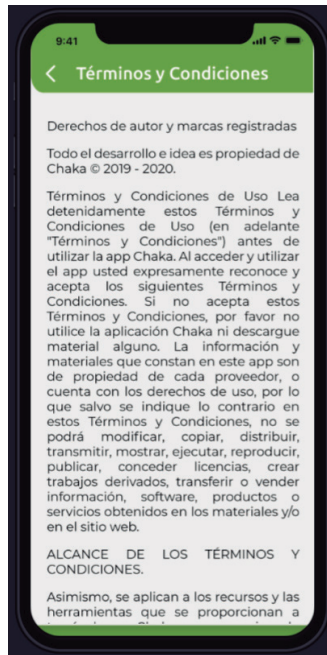 9:41
Términos y Condiciones
Derechos de autor y marcas registradas
Todo el desarrollo e idea es propiedad de
Chaka © 2019 - 2020.
Términos y Condiciones de Uso Lea
detenidamente estos Términos y
Condiciones de Uso (en adelante
"Términos y Condiciones") antes de
utilizar la app Chaka. Al acceder y utilizar
el app usted expresamente reconoce y
acepta los siguientes Términos y
Condiciones. Si no acepta estos
Términos y Condiciones, por favor no
utilice la aplicación Chaka ni descargue
material alguno. La información y
materiales que constan en este app son
de propiedad de cada proveedor, o
cuenta con los derechos de uso, por lo
que salvo se indique lo contrario en
estos Términos y Condiciones, no se
podrá modificar, copiar, distribuir,
transmitir, mostrar, ejecutar, reproducir,
publicar, conceder licencias, crear
trabajos derivados, transferir o vender
información, software, productos o
servicios obtenidos en los materiales y/o
en el sitio web.
ALCANCE DE LOS TÉRMINOS Y
CONDICIONES.
Asimismo, se aplican a los recursos y las
herramientas que se proporcionan a